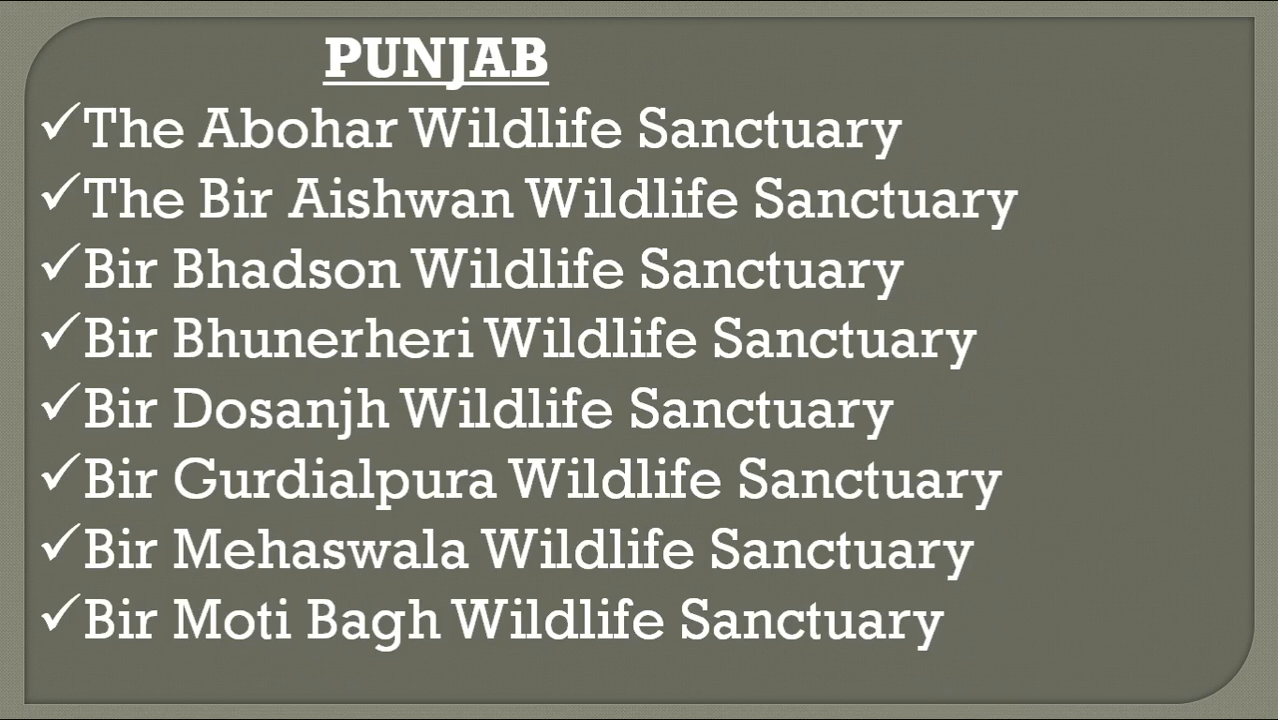 PUNJAB
✓The Abohar Wildlife Sanctuary
✓The Bir Aishwan Wildlife Sanctuary
✓Bir Bhadson Wildlife Sanctuary
✓Bir Bhunerheri Wildlife Sanctuary
✓Bir Dosanjh Wildlife Sanctuary
✓Bir Gurdialpura Wildlife Sanctuary
✓Bir Mehaswala Wildlife Sanctuary
✓Bir Moti Bagh Wildlife Sanctuary